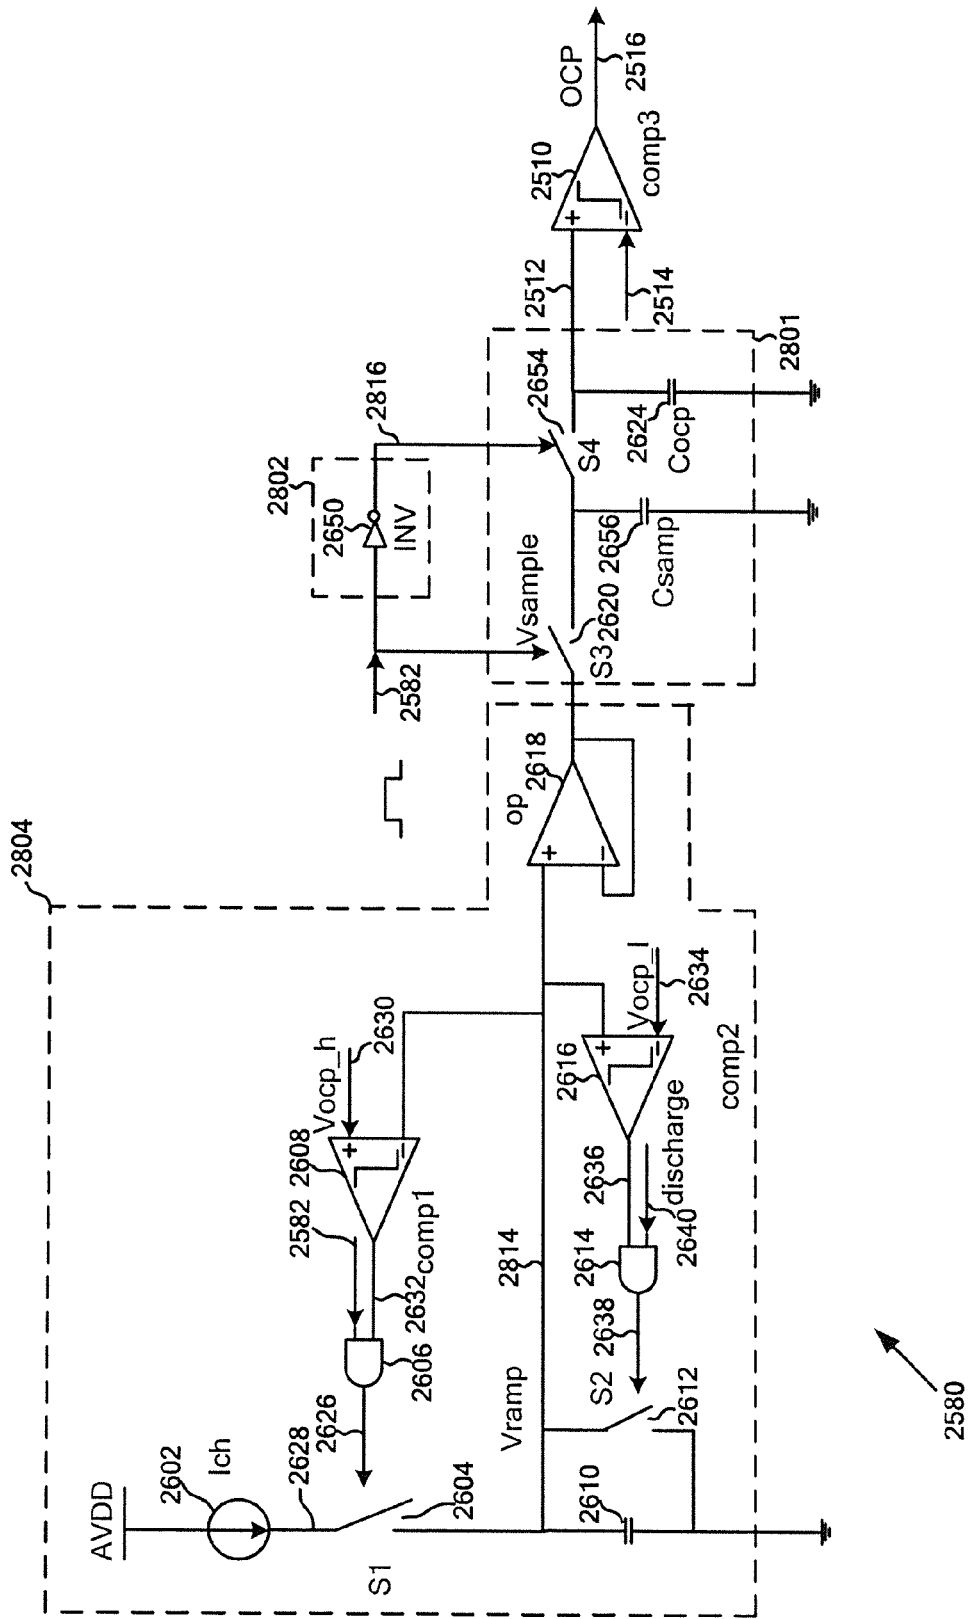 2804
AVDD
2602
Ich
2628
2626
S1
2604
2606
2632
2582
comp1
2608
Vocp_h
2630
Vramp
2814
2610
S2
2612
2638
2614
2640
discharge
2636
2616
Vocp_l
2634
comp2
op
2618
2582
Vsample
S3
2620
2802
2650
INV
2816
2654
S4
2656
Csamp
2624
Cocp
2801
2512
2514
2510
comp3
OCP
2516
+
−
+
−
+
−
+
−
2580